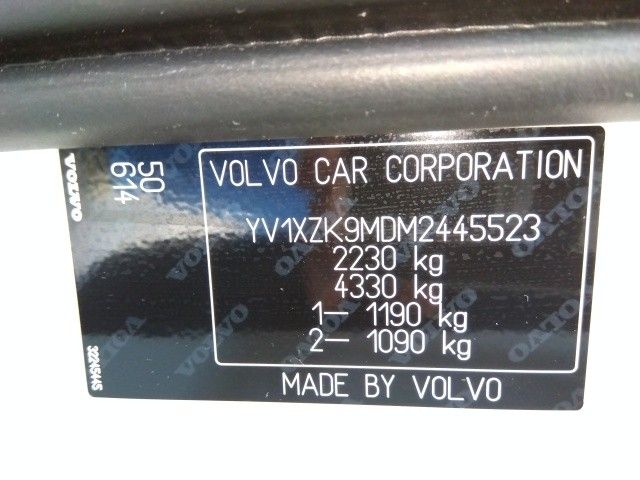 VOLVO
50
614
32245445
VOLVO CAR CORPORATION
YV1XZK9MDM2445523
2230 kg
4330 kg
1— 1190 kg
2— 1090 kg
MADE BY VOLVO